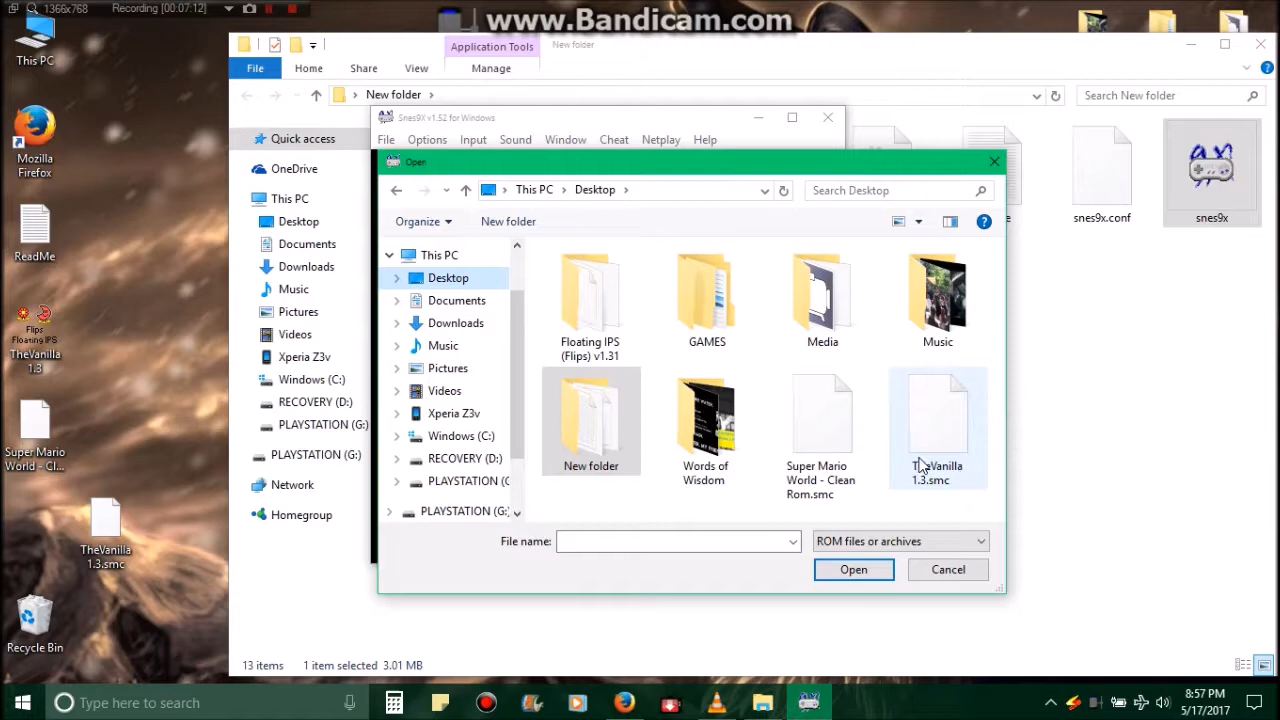 1366x768 Recording [00:07:12]
www.Bandicam.com
This PC
Mozilla
Firefox
ReadMe
Flips
Floating IPS
TheVanilla
1.3
Super Mario
World - Cl...
TheVanilla
1.3.smc
Recycle Bin
Application Tools
New folder
File Home Share View Manage
New folder
Search New folder
Quick access
OneDrive
This PC
Desktop
Documents
Downloads
Music
Pictures
Videos
Xperia Z3v
Windows (C:)
RECOVERY (D:)
PLAYSTATION (G:)
PLAYSTATION (G:)
Network
Homegroup
snes9x.conf
snes9x
Snes9X v1.52 for Windows
File Options Input Sound Window Cheat Netplay Help
Open
This PC Desktop
Search Desktop
Organize New folder
This PC
Desktop
Documents
Downloads
Music
Pictures
Videos
Xperia Z3v
Windows (C:)
RECOVERY (D:)
PLAYSTATION (
PLAYSTATION (G:
Floating IPS
(Flips) v1.31
GAMES
Media
Music
New folder
Words of
Wisdom
Super Mario
World - Clean
Rom.smc
TheVanilla
1.3.smc
File name:
ROM files or archives
Open
Cancel
13 items 1 item selected 3.01 MB
Type here to search
8:57 PM
5/17/2017